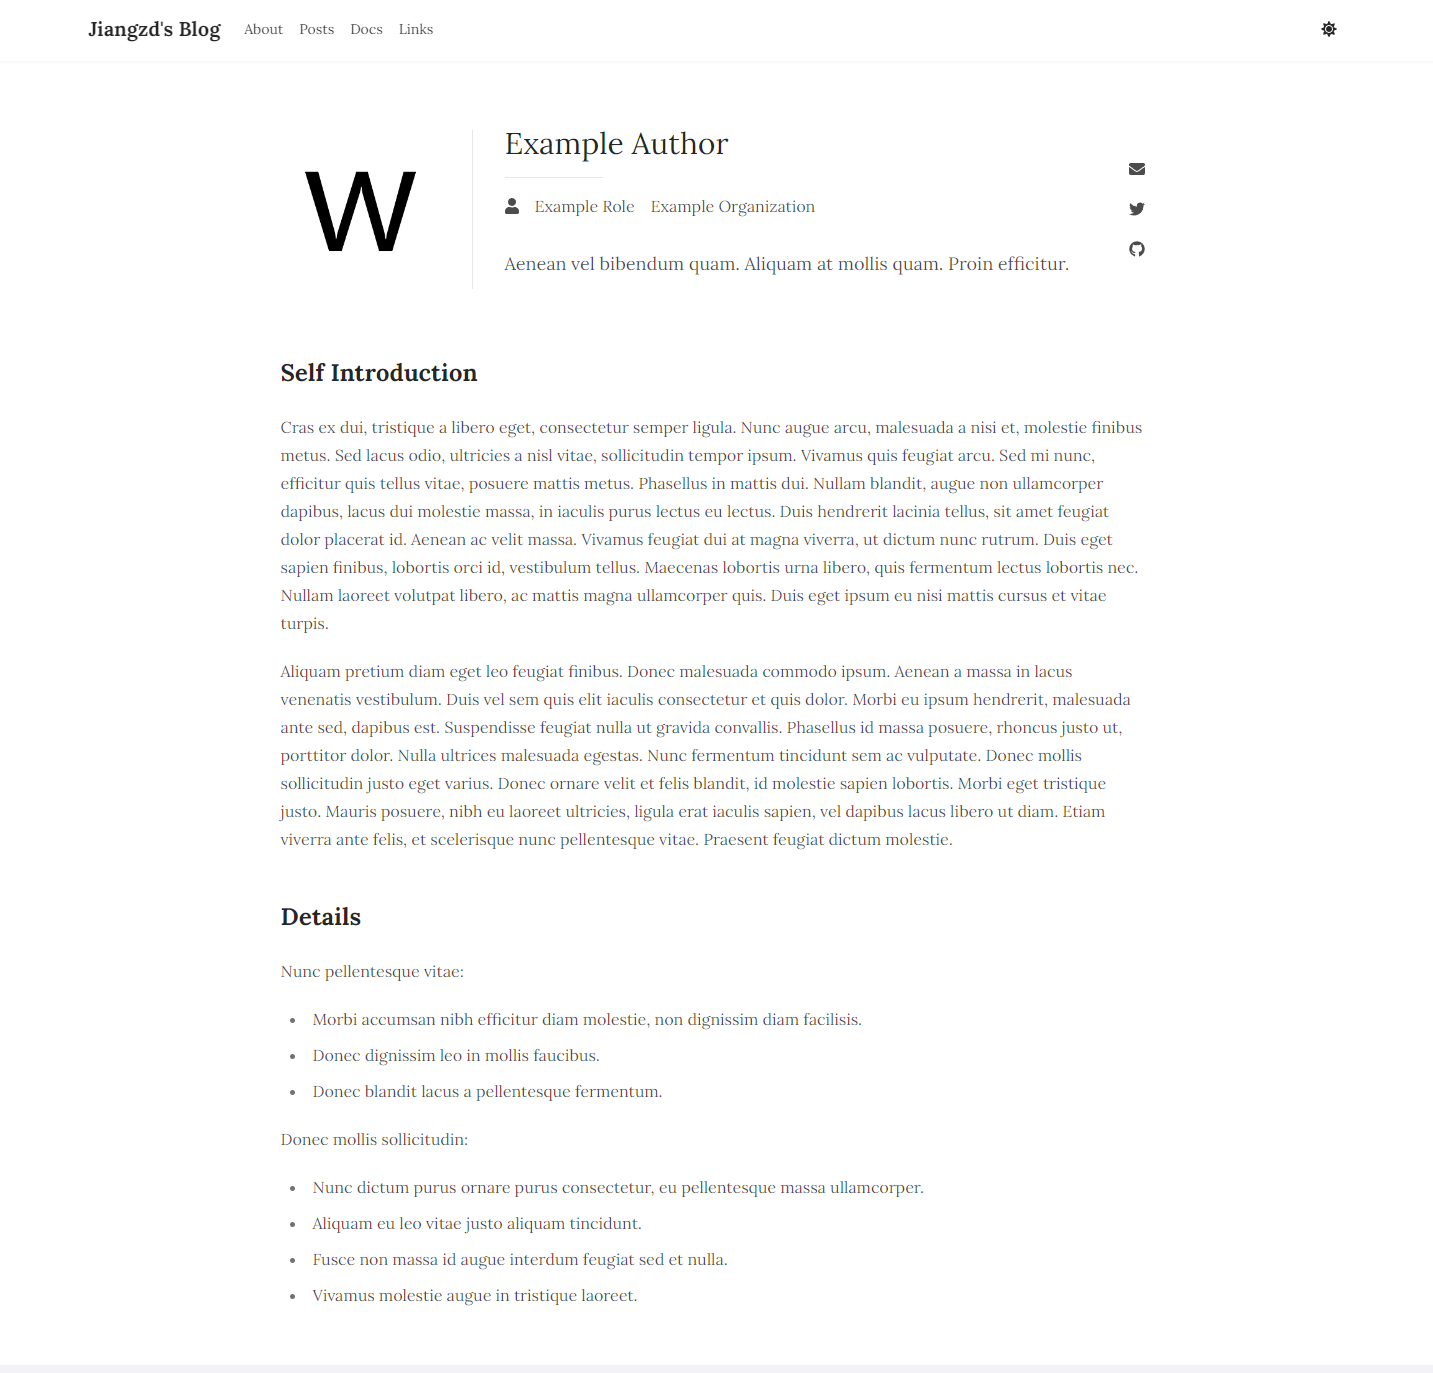 Jiangzd's Blog About Posts Docs Links
W
Example Author
Example Role Example Organization
Aenean vel bibendum quam. Aliquam at mollis quam. Proin efficitur.
Self Introduction
Cras ex dui, tristique a libero eget, consectetur semper ligula. Nunc augue arcu, malesuada a nisi et, molestie finibus
metus. Sed lacus odio, ultricies a nisl vitae, sollicitudin tempor ipsum. Vivamus quis feugiat arcu. Sed mi nunc,
efficitur quis tellus vitae, posuere mattis metus. Phasellus in mattis dui. Nullam blandit, augue non ullamcorper
dapibus, lacus dui molestie massa, in iaculis purus lectus eu lectus. Duis hendrerit lacinia tellus, sit amet feugiat
dolor placerat id. Aenean ac velit massa. Vivamus feugiat dui at magna viverra, ut dictum nunc rutrum. Duis eget
sapien finibus, lobortis orci id, vestibulum tellus. Maecenas lobortis urna libero, quis fermentum lectus lobortis nec.
Nullam laoreet volutpat libero, ac mattis magna ullamcorper quis. Duis eget ipsum eu nisi mattis cursus et vitae
turpis.
Aliquam pretium diam eget leo feugiat finibus. Donec malesuada commodo ipsum. Aenean a massa in lacus
venenatis vestibulum. Duis vel sem quis elit iaculis consectetur et quis dolor. Morbi eu ipsum hendrerit, malesuada
ante sed, dapibus est. Suspendisse feugiat nulla ut gravida convallis. Phasellus id massa posuere, rhoncus justo ut,
porttitor dolor. Nulla ultrices malesuada egestas. Nunc fermentum tincidunt sem ac vulputate. Donec mollis
sollicitudin justo eget varius. Donec ornare velit et felis blandit, id molestie sapien lobortis. Morbi eget tristique
justo. Mauris posuere, nibh eu laoreet ultricies, ligula erat iaculis sapien, vel dapibus lacus libero ut diam. Etiam
viverra ante felis, et scelerisque nunc pellentesque vitae. Praesent feugiat dictum molestie.
Details
Nunc pellentesque vitae:
• Morbi accumsan nibh efficitur diam molestie, non dignissim diam facilisis.
• Donec dignissim leo in mollis faucibus.
• Donec blandit lacus a pellentesque fermentum.
Donec mollis sollicitudin:
• Nunc dictum purus ornare purus consectetur, eu pellentesque massa ullamcorper.
• Aliquam eu leo vitae justo aliquam tincidunt.
• Fusce non massa id augue interdum feugiat sed et nulla.
• Vivamus molestie augue in tristique laoreet.